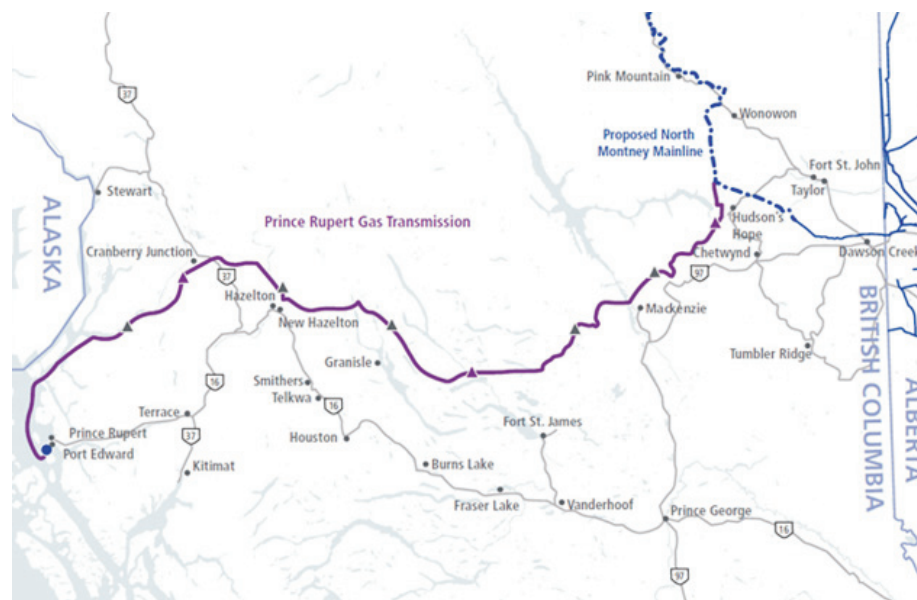 37
Pink Mountain
Wonowon
Proposed North
Montney Mainline
Fort St. John
Taylor
Stewart
ALASKA
Prince Rupert Gas Transmission
Hudson's
Hope
Cranberry Junction
37
Chetwynd
Dawson Creek
97
Hazelton
New Hazelton
Mackenzie
BRITISH COLUMBIA
ALBERTA
Granisle
Tumbler Ridge
Smithers
Telkwa
16
16
Terrace
Fort St. James
Prince Rupert
Port Edward
37
Houston
Kitimat
Burns Lake
Fraser Lake
Vanderhoof
Prince George
16
97